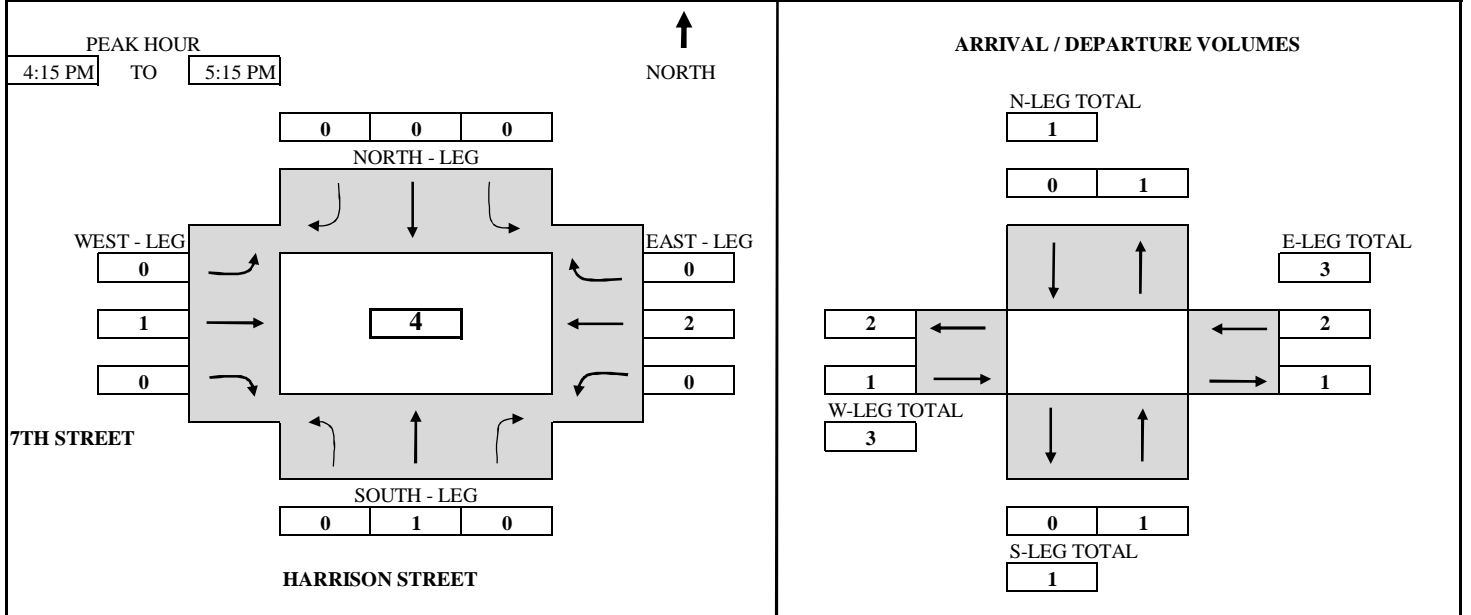 PEAK HOUR
4:15 PM TO 5:15 PM
NORTH
0 0 0
NORTH - LEG
WEST - LEG
EAST - LEG
0
0
1
4
2
0
0
7TH STREET
SOUTH - LEG
0 1 0
HARRISON STREET
ARRIVAL / DEPARTURE VOLUMES
N-LEG TOTAL
1
0 1
E-LEG TOTAL
3
2
2
1
1
W-LEG TOTAL
3
0 1
S-LEG TOTAL
1